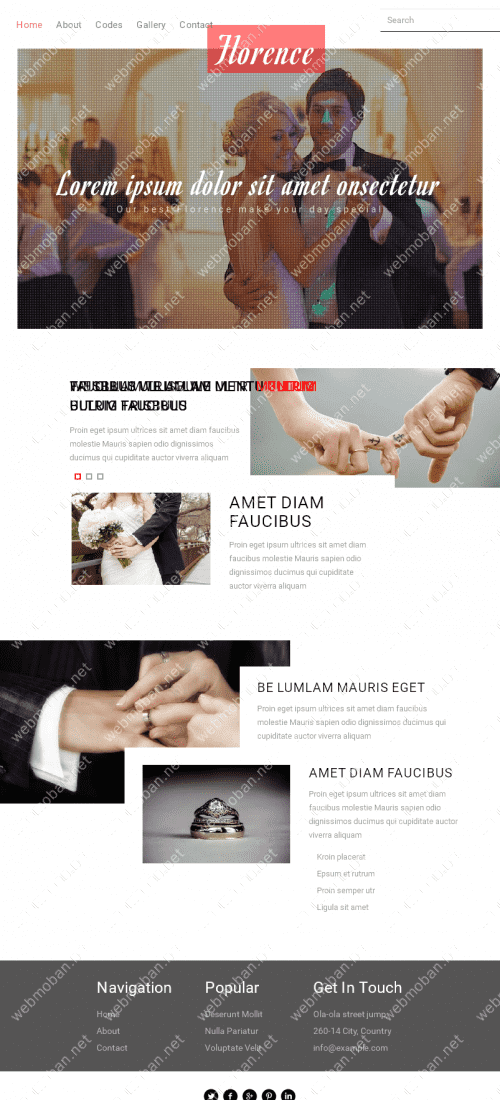 Home About Codes Gallery Contact
Search
Florence
Lorem ipsum dolor sit amet onsectetur
Our best Florence make your day special
Proin eget ipsum ultrices sit amet diam faucibus
molestie Mauris sapien odio dignissimos
ducimus qui cupiditate auctor viverra aliquam
AMET DIAM
FAUCIBUS
Proin eget ipsum ultrices sit amet diam
faucibus molestie Mauris sapien odio
dignissimos ducimus qui cupiditate
auctor viverra aliquam
BE LUMLAM MAURIS EGET
Proin eget ipsum ultrices sit amet diam faucibus
molestie Mauris sapien odio dignissimos ducimus qui
cupiditate auctor viverra aliquam
AMET DIAM FAUCIBUS
Proin eget ipsum ultrices sit amet diam
faucibus molestie Mauris sapien odio
dignissimos ducimus qui cupiditate auctor
viverra aliquam
Kroin placerat
Epsum et rutrum
Proin semper utr
Ligula sit amet
Navigation
Home
About
Contact
Popular
Deserunt Mollit
Nulla Pariatur
Voluptate Velit
Get In Touch
Ola-ola street jump,
260-14 City, Country
info@example.com
webmoban.net